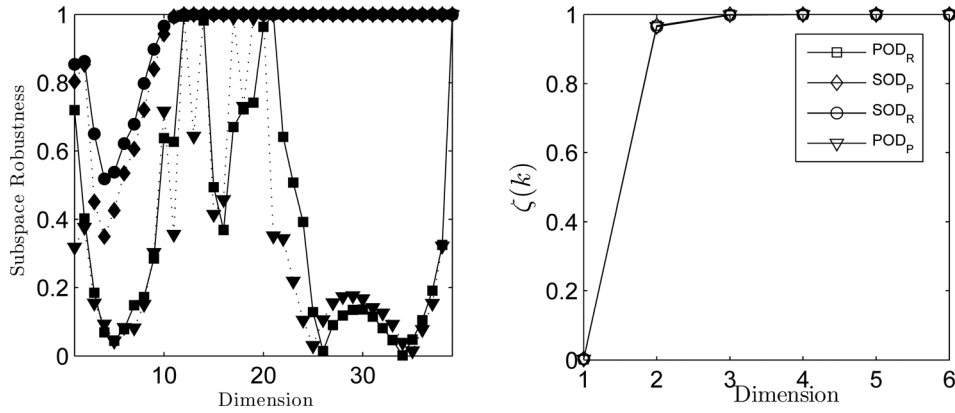 Subspace Robustness
1
0.8
0.6
0.4
0.2
0
10
20
30
Dimension
ζ(k)
1
0.8
0.6
0.4
0.2
0
POD_R
SOD_P
SOD_R
POD_P
1
2
3
4
5
6
Dimension